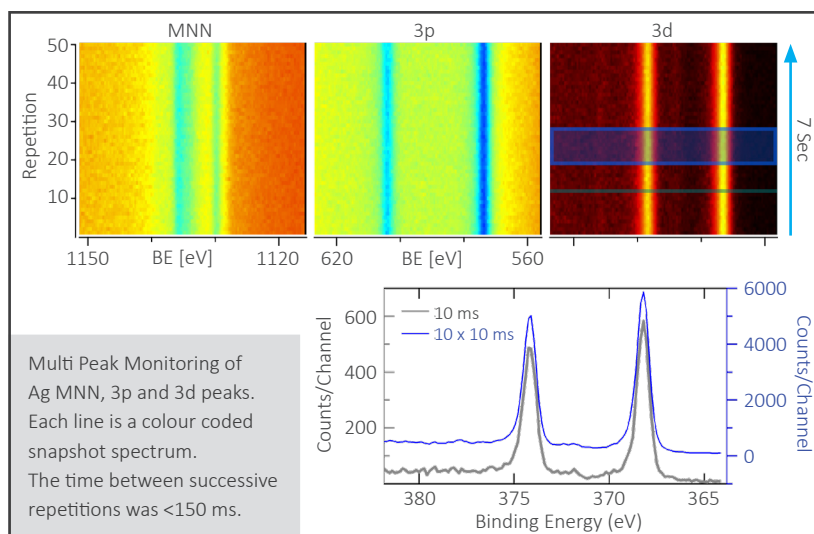 MNN 3p 3d
50
40
30
20
10
Repetition
7 Sec
1150 BE [eV] 1120
620 BE [eV] 560
10 ms
10 x 10 ms
600
400
200
Counts/Channel
6000
4000
2000
0
Counts/Channel
380 375 370 365
Binding Energy (eV)
Multi Peak Monitoring of
Ag MNN, 3p and 3d peaks.
Each line is a colour coded
snapshot spectrum.
The time between successive
repetitions was <150 ms.